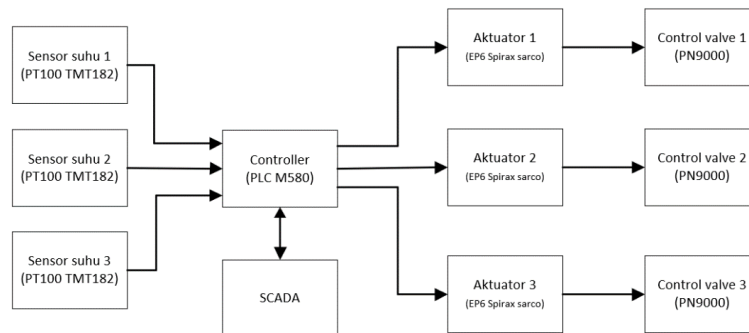 Sensor suhu 1
(PT100 TMT182)
Sensor suhu 2
(PT100 TMT182)
Sensor suhu 3
(PT100 TMT182)
Controller
(PLC M580)
SCADA
Aktuator 1
(EP6 Spirax sarco)
Aktuator 2
(EP6 Spirax sarco)
Aktuator 3
(EP6 Spirax sarco)
Control valve 1
(PN9000)
Control valve 2
(PN9000)
Control valve 3
(PN9000)